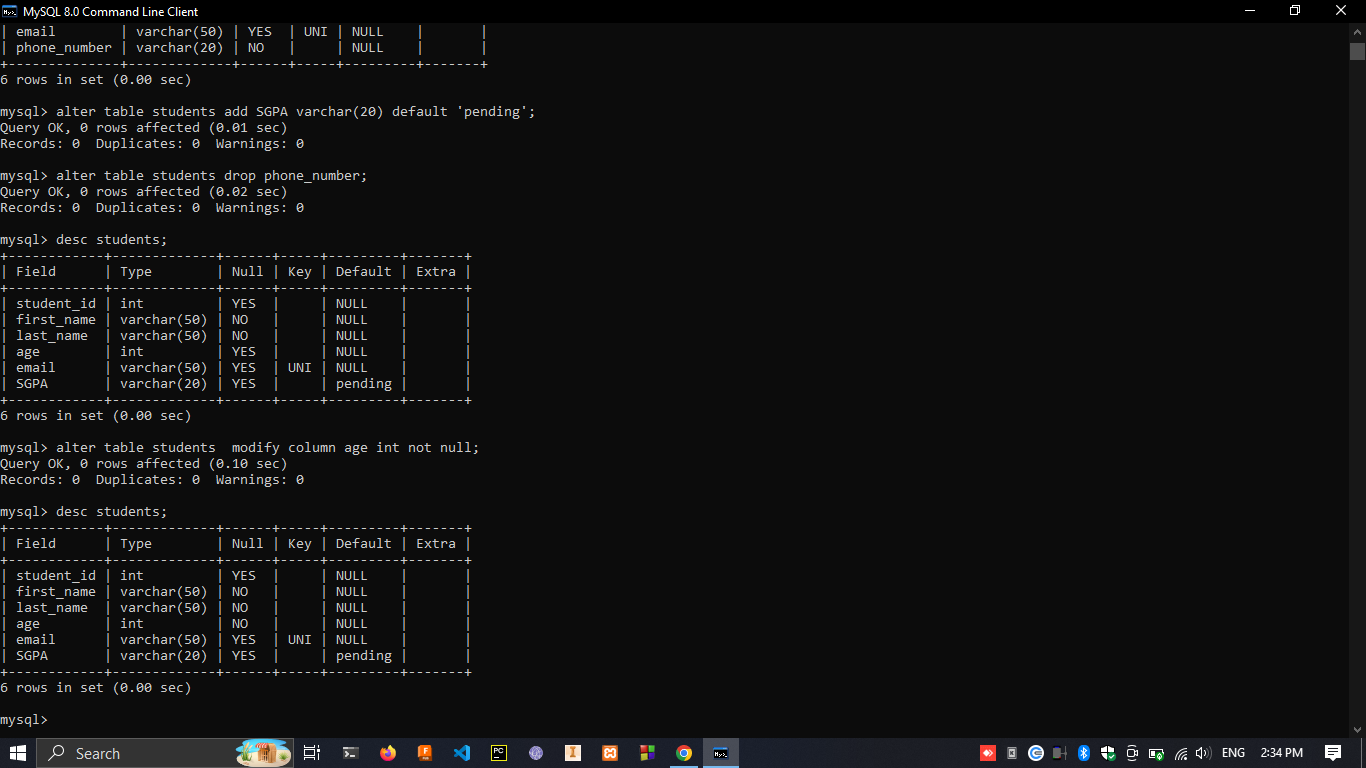 MySQL 8.0 Command Line Client
| email        | varchar(50) | YES  | UNI | NULL    |       |
| phone_number | varchar(20) | NO   |     | NULL    |       |
+--------------+-------------+------+-----+---------+-------+
6 rows in set (0.00 sec)
mysql> alter table students add SGPA varchar(20) default 'pending';
Query OK, 0 rows affected (0.01 sec)
Records: 0  Duplicates: 0  Warnings: 0
mysql> alter table students drop phone_number;
Query OK, 0 rows affected (0.02 sec)
Records: 0  Duplicates: 0  Warnings: 0
mysql> desc students;
+------------+-------------+------+-----+---------+-------+
| Field      | Type        | Null | Key | Default | Extra |
+------------+-------------+------+-----+---------+-------+
| student_id | int         | YES  |     | NULL    |       |
| first_name | varchar(50) | NO   |     | NULL    |       |
| last_name  | varchar(50) | NO   |     | NULL    |       |
| age        | int         | YES  |     | NULL    |       |
| email      | varchar(50) | YES  | UNI | NULL    |       |
| SGPA       | varchar(20) | YES  |     | pending |       |
+------------+-------------+------+-----+---------+-------+
6 rows in set (0.00 sec)
mysql> alter table students  modify column age int not null;
Query OK, 0 rows affected (0.10 sec)
Records: 0  Duplicates: 0  Warnings: 0
mysql> desc students;
+------------+-------------+------+-----+---------+-------+
| Field      | Type        | Null | Key | Default | Extra |
+------------+-------------+------+-----+---------+-------+
| student_id | int         | YES  |     | NULL    |       |
| first_name | varchar(50) | NO   |     | NULL    |       |
| last_name  | varchar(50) | NO   |     | NULL    |       |
| age        | int         | NO   |     | NULL    |       |
| email      | varchar(50) | YES  | UNI | NULL    |       |
| SGPA       | varchar(20) | YES  |     | pending |       |
+------------+-------------+------+-----+---------+-------+
6 rows in set (0.00 sec)
mysql>
Search ENG 2:34 PM